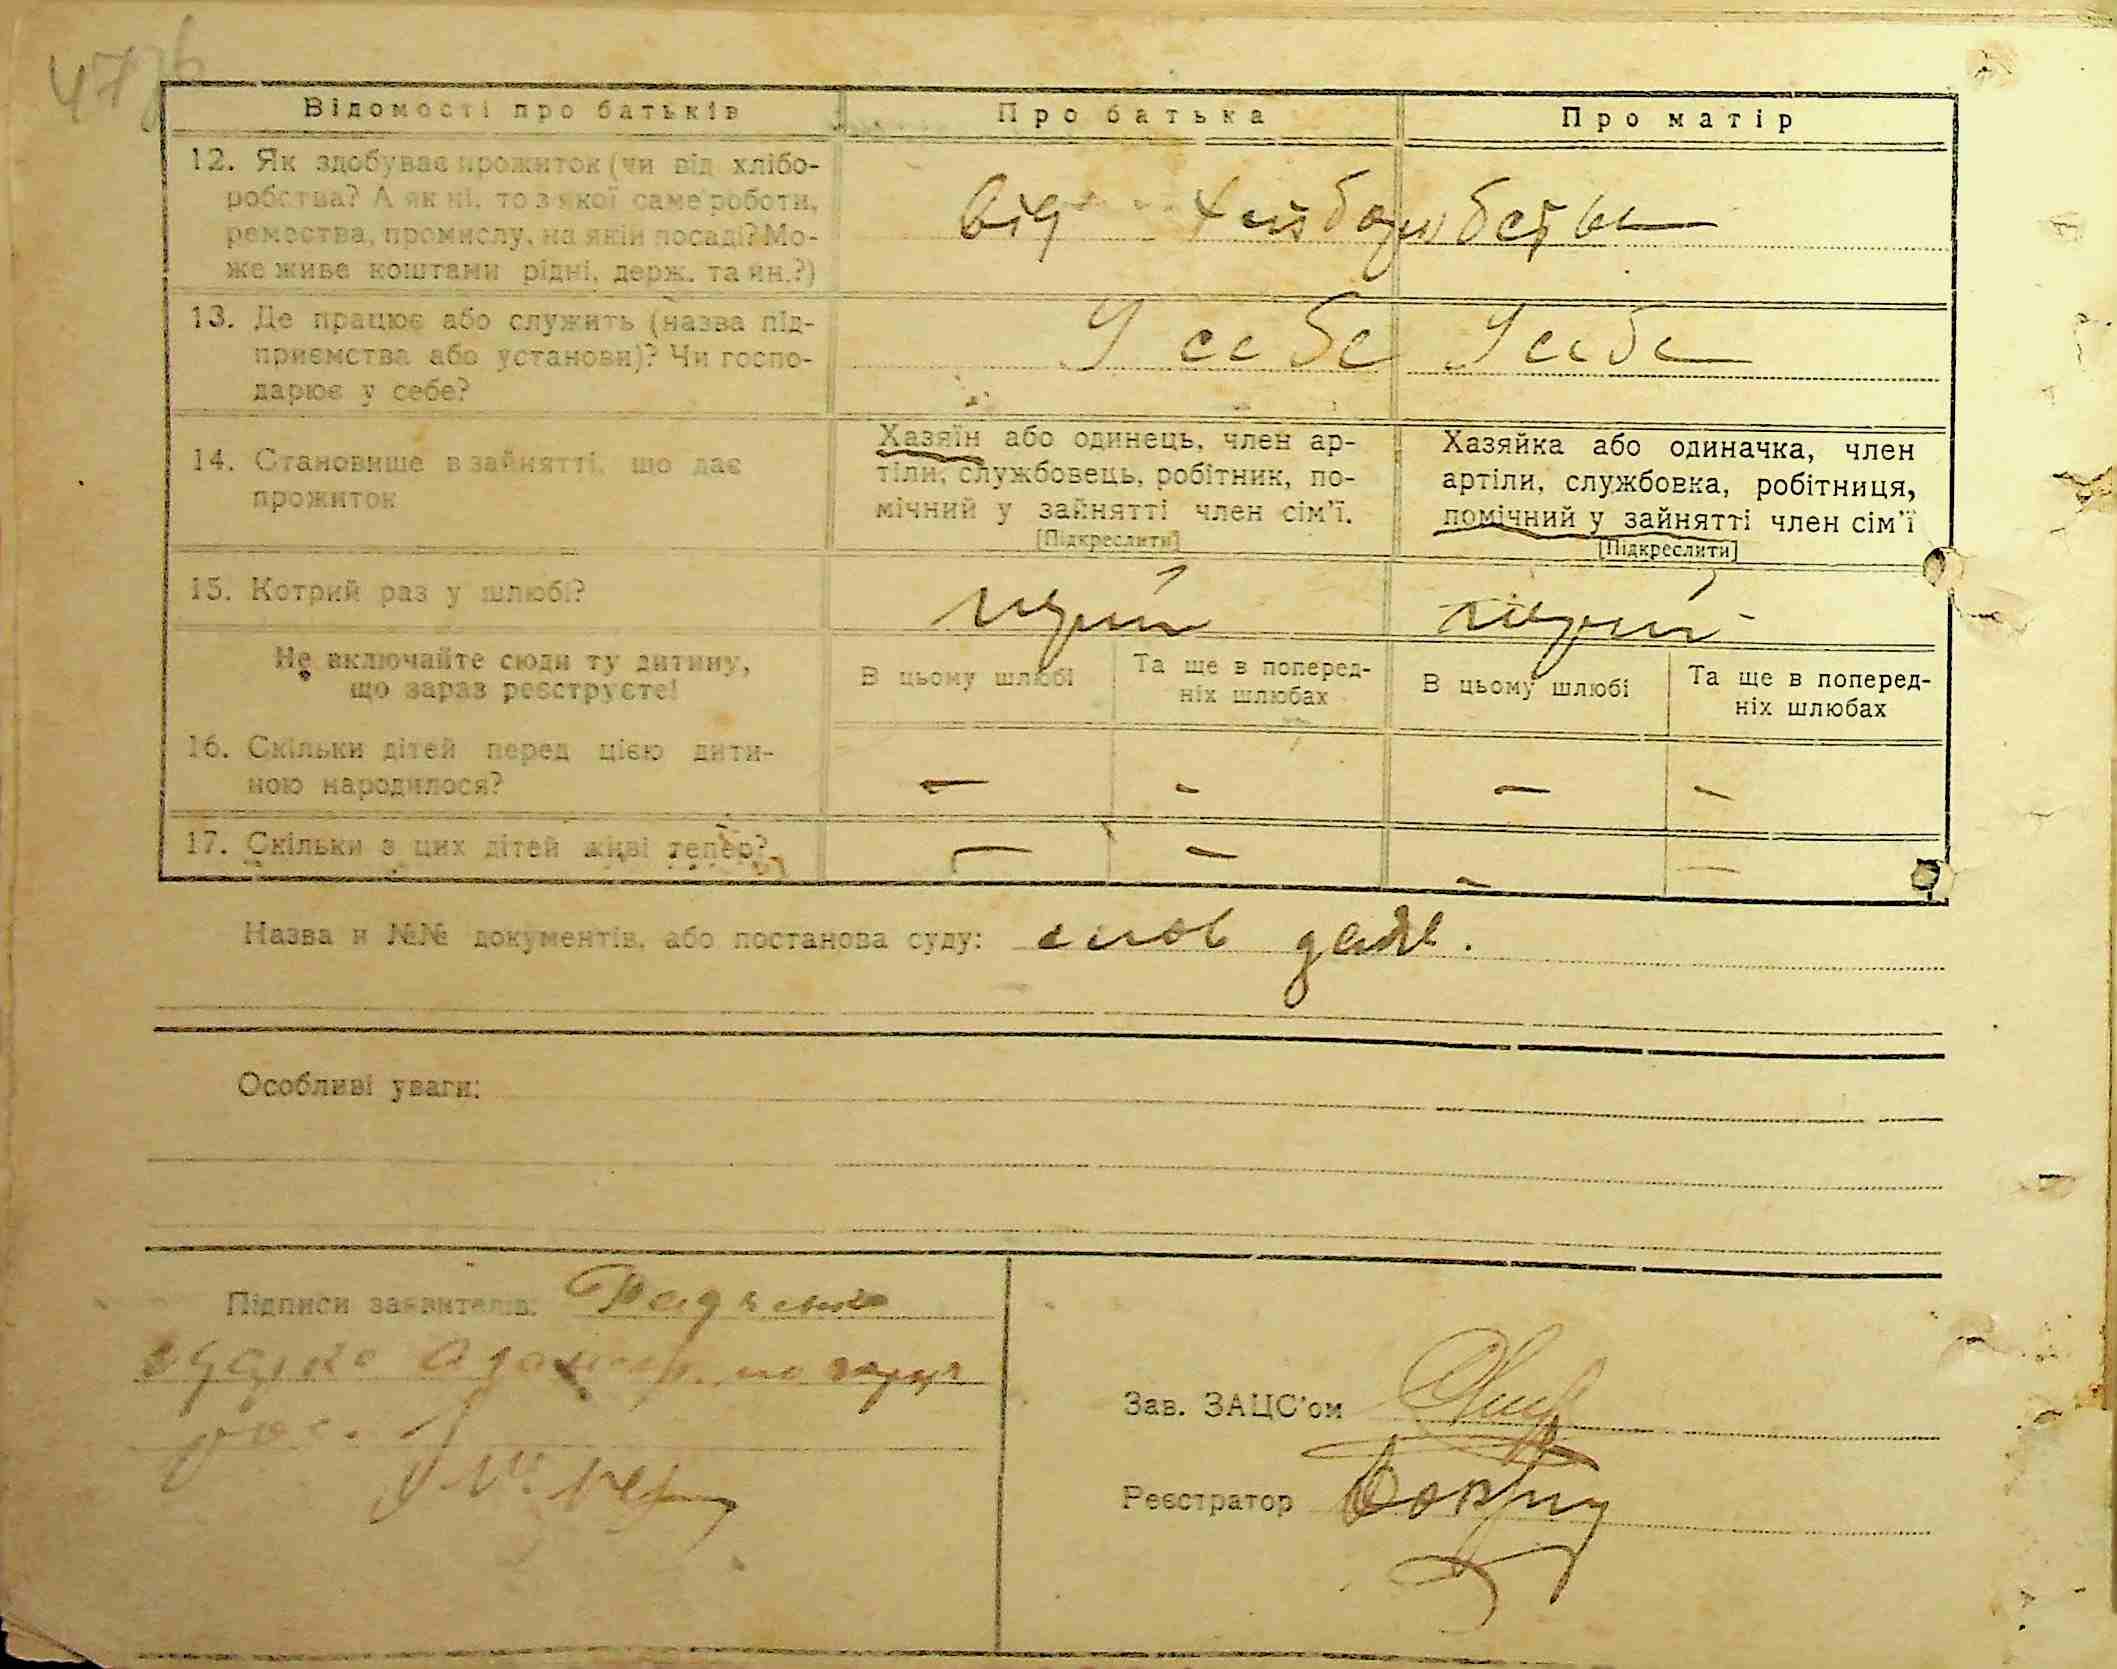 47зв
Відомості про батьків
Про батька
Про матір
12. Як здобуває прожиток (чи від хлібо-
робства? А як ні, то з якої саме роботи,
ремества, промислу, на якій посаді? Мо-
же живе коштами рідні, держ. та ин.?)
від хліборобства
13. Де працює або служить (назва під-
приємства або установи)? Чи госпо-
дарює у себе?
У себе
У себе
14. Становище в зайнятті, що дає
прожиток
Хазяїн або одинець, член ар-
тіли, службовець, робітник, по-
мічний у зайнятті член сім'ї.
[Підкреслити]
Хазяйка або одиначка, член
артіли, службовка, робітниця,
помічний у зайнятті член сім'ї
[Підкреслити]
15. Котрий раз у шлюбі?
перший
перший
Не включайте сюди ту дитину,
що зараз реєструєте!
В цьому шлюбі
Та ще в поперед-
ніх шлюбах
В цьому шлюбі
Та ще в поперед-
ніх шлюбах
16. Скільки дітей перед цією дити-
ною народилося?
— - — -
17. Скільки з цих дітей живі тепер?
— - - —
Назва и №№ документів, або постанова суду:
Особливі уваги:
Підписи заявителів:
Зав. ЗАЦС'ом
Реєстратор